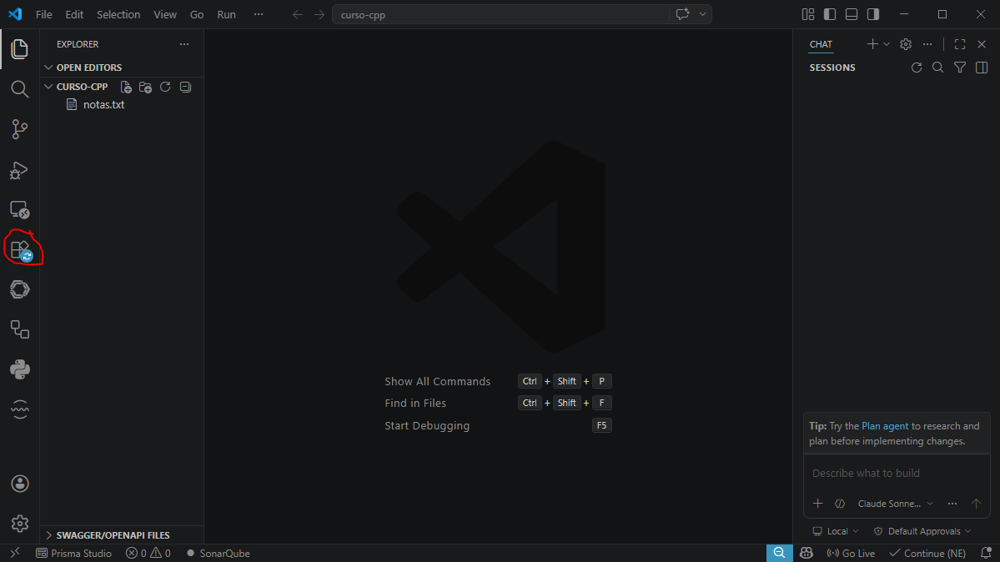 File Edit Selection View Go Run ···
curso-cpp
EXPLORER
OPEN EDITORS
CURSO-CPP
notas.txt
SWAGGER/OPENAPI FILES
Show All Commands Ctrl + Shift + P
Find in Files Ctrl + Shift + F
Start Debugging F5
CHAT
SESSIONS
Tip: Try the Plan agent to research and
plan before implementing changes.
Describe what to build
Claude Sonne...
Local Default Approvals
Prisma Studio 0 0 SonarQube
Go Live Continue (NE)